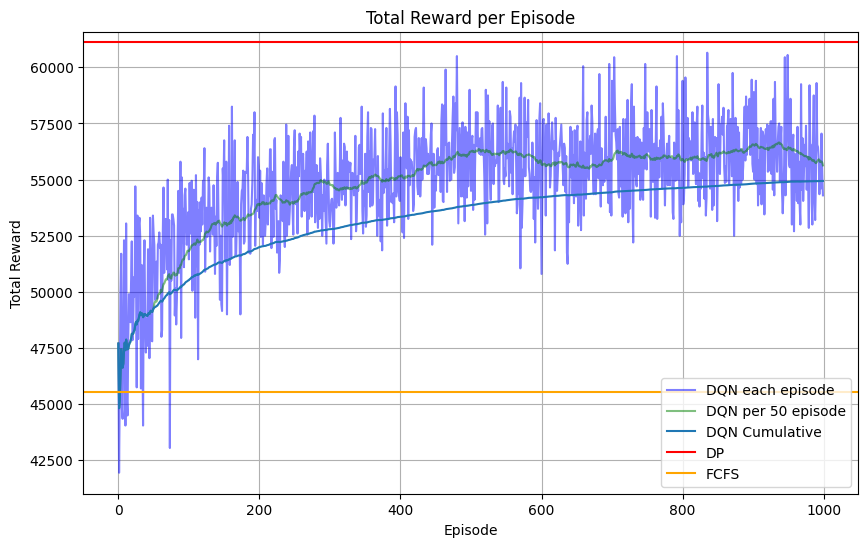 Total Reward per Episode
Total Reward
60000
57500
55000
52500
50000
47500
45000
42500
0
200
400
600
800
1000
Episode
DQN each episode
DQN per 50 episode
DQN Cumulative
DP
FCFS